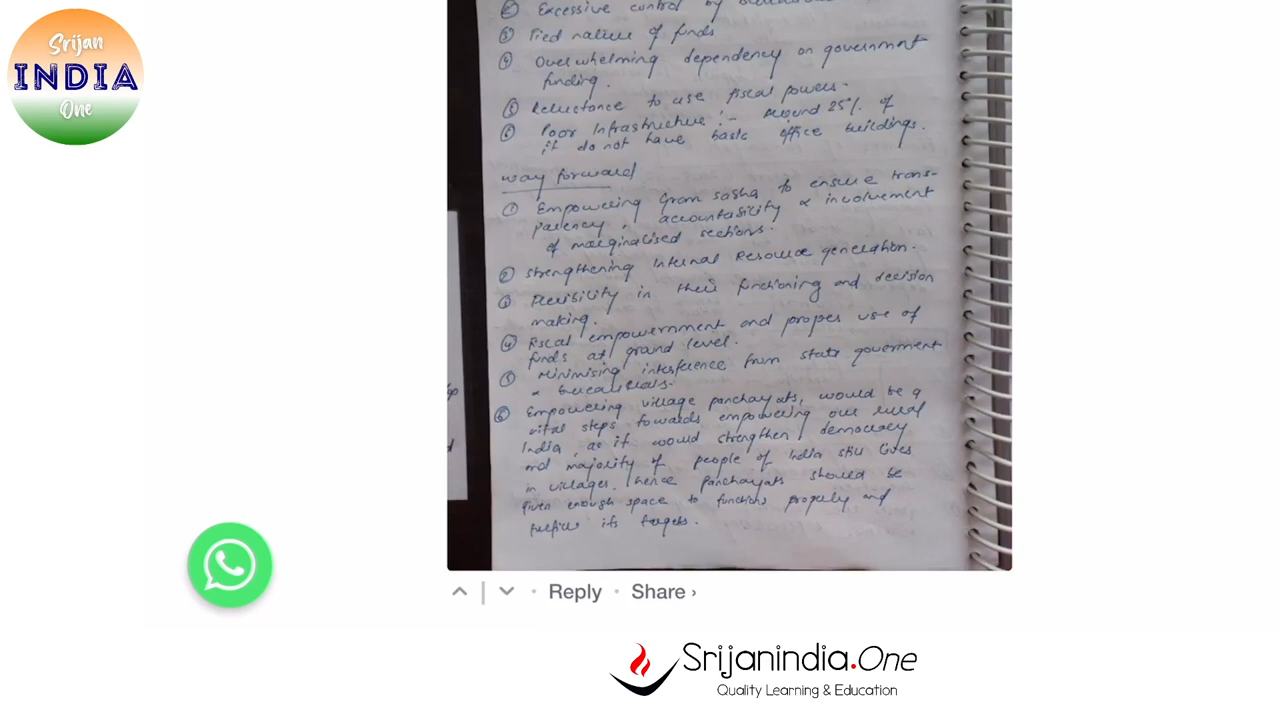 Srijan
INDIA
One
② Excessive control by
③ Tied nature of funds
④ Overwhelming dependency on government
funding.
⑤ Reluctance to use fiscal powers.
⑥ Poor Infrastructure :- around 25% of
it do not have basic office buildings.
way forward
① Empowering Gram sabha to ensure trans-
parency, accountability & involvement
of marginalised sections.
② Strengthening Internal Resource generation.
③ Flexibility in their functioning and decision
making.
④ Fiscal empowerment and proper use of
funds at ground level.
⑤ Minimising interference from state goverment
&
⑥ Empowering village panchayats, would be a
vital steps towards empowering our rural
India, as it would strengthen democracy
and majority of people of India still lives
in villages. Hence panchayats should be
given enough space to functions properly and
its targets.
Reply · Share ›
Srijanindia.One
Quality Learning & Education